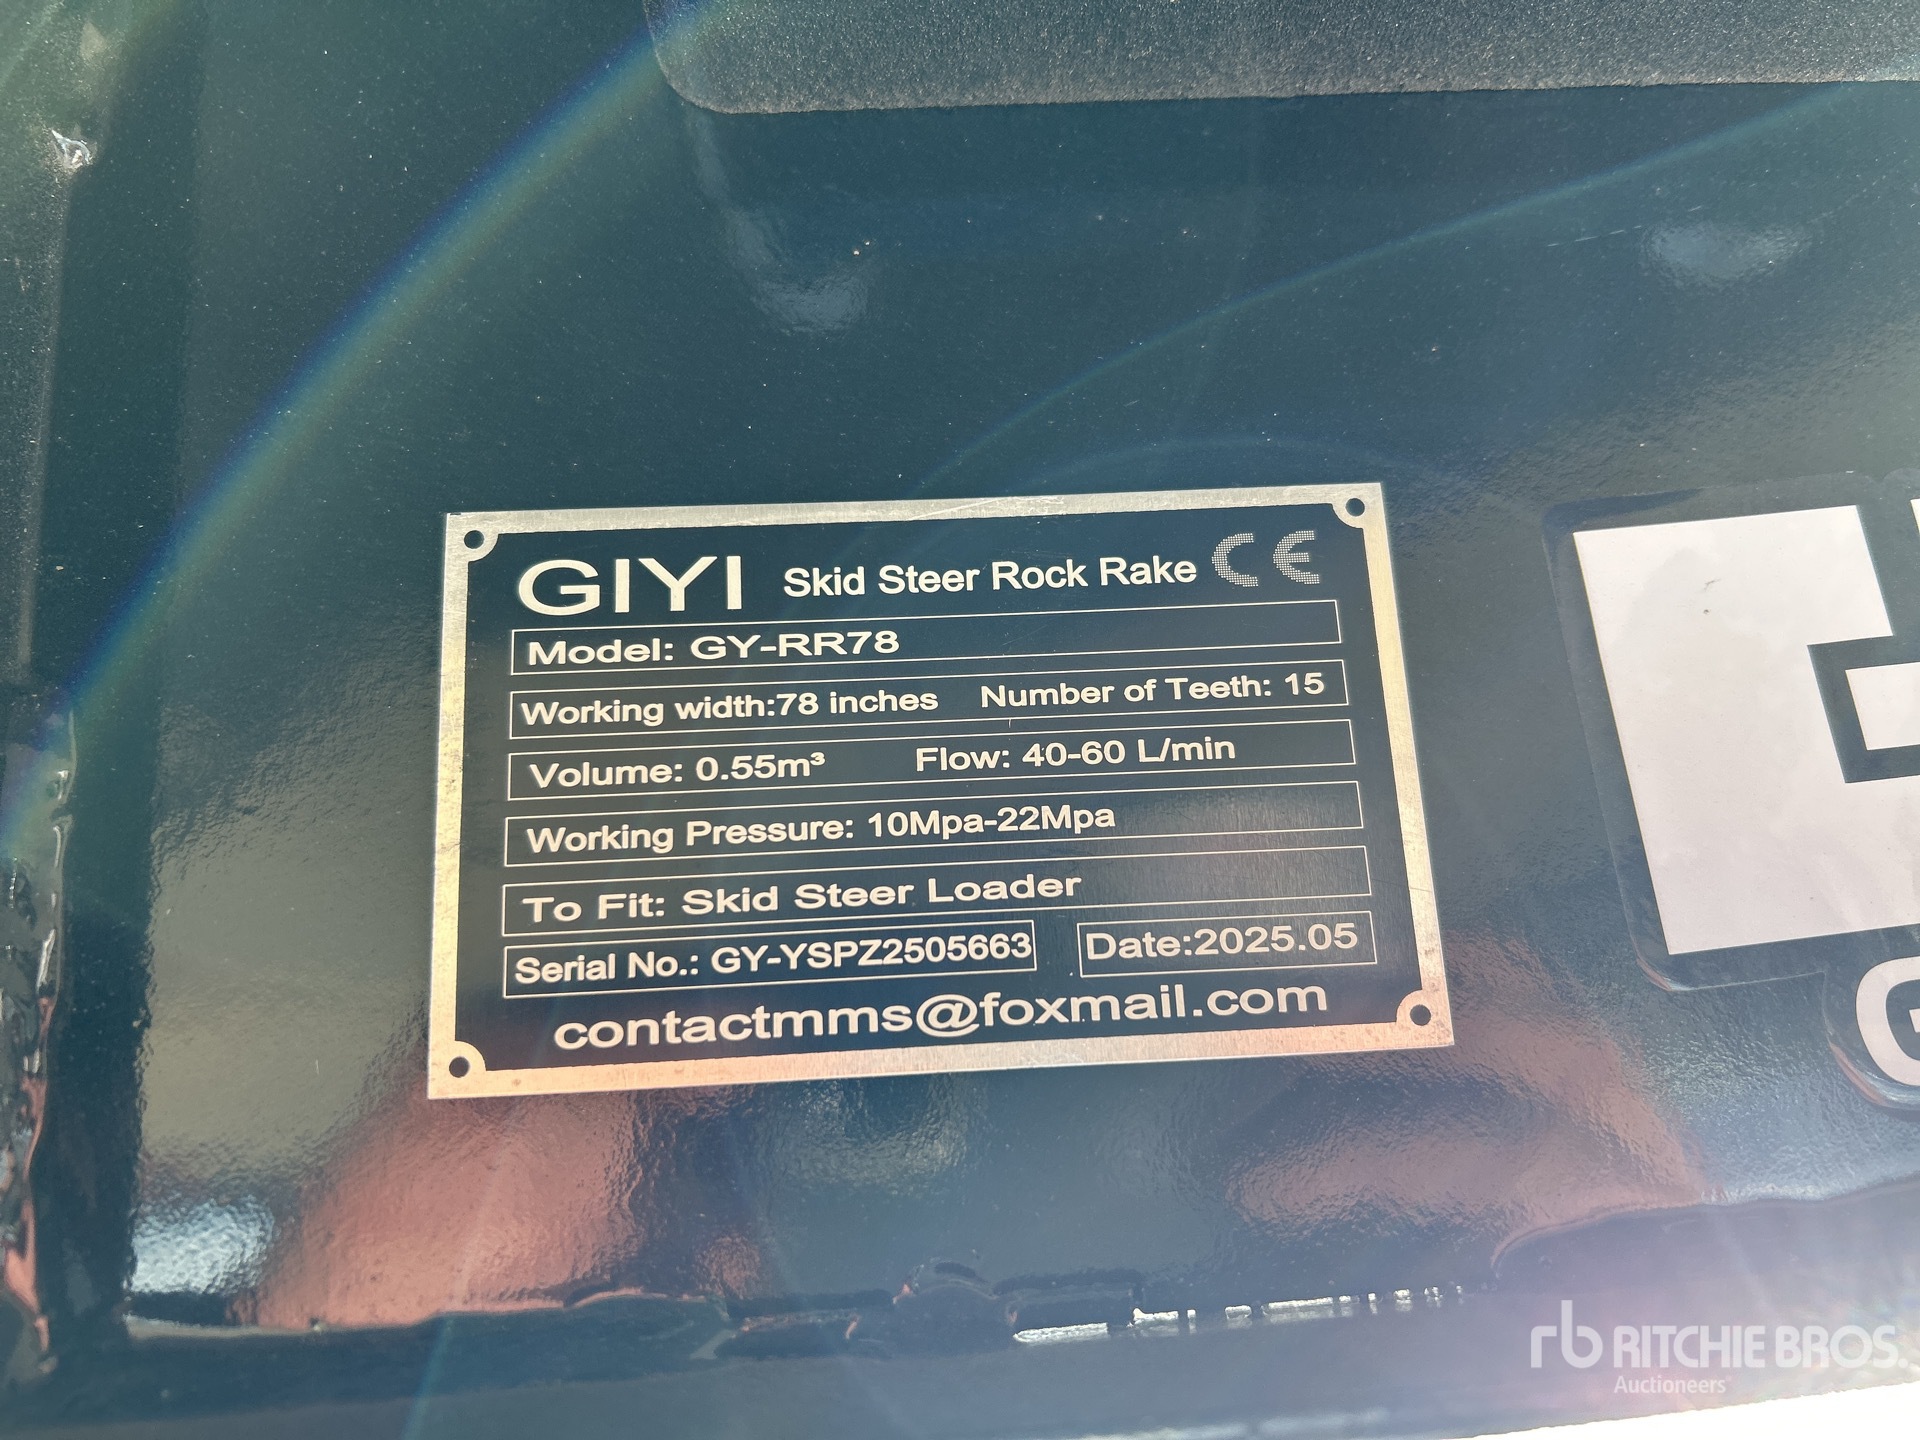 GIYI Skid Steer Rock Rake CE
Model: GY-RR78
Working width:78 inches Number of Teeth: 15
Volume: 0.55m³ Flow: 40-60 L/min
Working Pressure: 10Mpa-22Mpa
To Fit: Skid Steer Loader
Serial No.: GY-YSPZ2505663 Date:2025.05
contactmms@foxmail.com
G
rb RITCHIE BROS.
Auctioneers